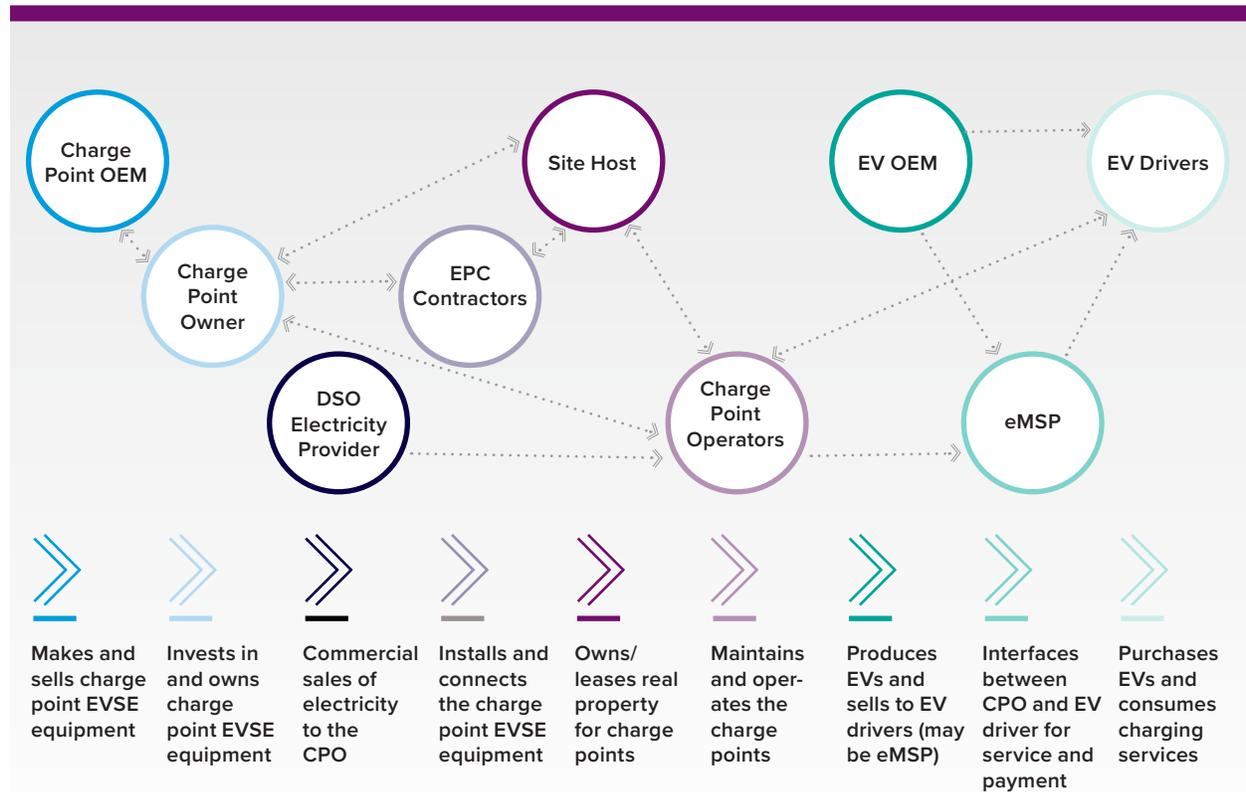 Charge
Point OEM
Site Host
EV OEM
EV Drivers
Charge
Point
Owner
EPC
Contractors
DSO
Electricity
Provider
Charge
Point
Operators
eMSP
Makes and
sells charge
point EVSE
equipment
Invests in
and owns
charge
point EVSE
equipment
Commercial
sales of
electricity
to the
CPO
Installs and
connects
the charge
point EVSE
equipment
Owns/
leases real
property
for charge
points
Maintains
and oper-
ates the
charge
points
Produces
EVs and
sells to EV
drivers (may
be eMSP)
Interfaces
between
CPO and EV
driver for
service and
payment
Purchases
EVs and
consumes
charging
services